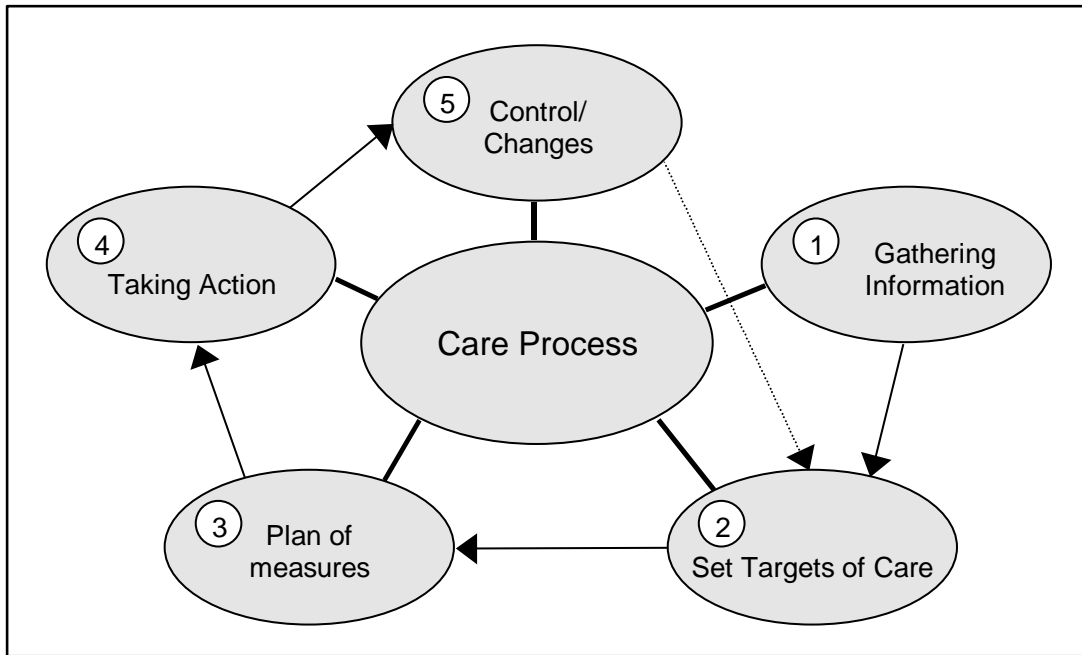 5
Control/
Changes
4
Taking Action
1
Gathering
Information
Care Process
3
Plan of
measures
2
Set Targets of Care